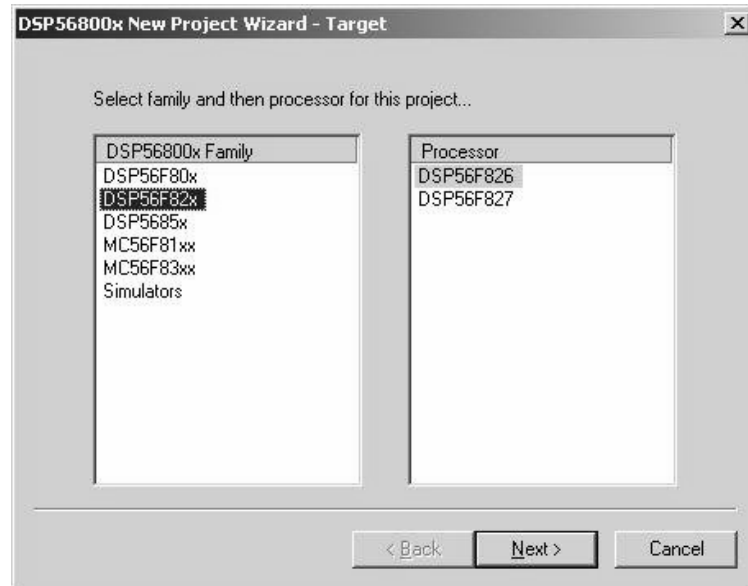 DSP56800x New Project Wizard - Target
Select family and then processor for this project...
DSP56800x Family
DSP56F80x
DSP56F82x
DSP5685x
MC56F81xx
MC56F83xx
Simulators
Processor
DSP56F826
DSP56F827
< Back
Next >
Cancel